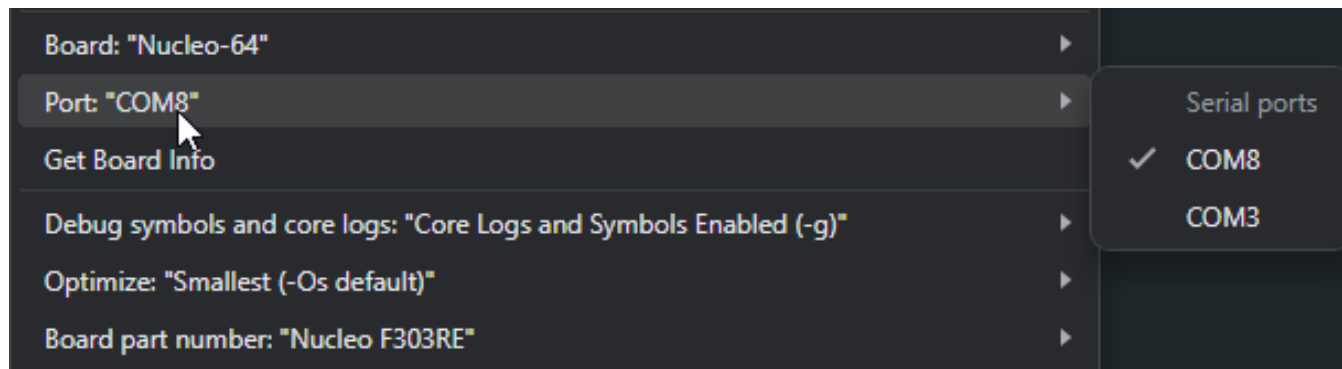 Board: "Nucleo-64"
Port: "COM8"
Get Board Info
Debug symbols and core logs: "Core Logs and Symbols Enabled (-g)"
Optimize: "Smallest (-Os default)"
Board part number: "Nucleo F303RE"
Serial ports
COM8
COM3